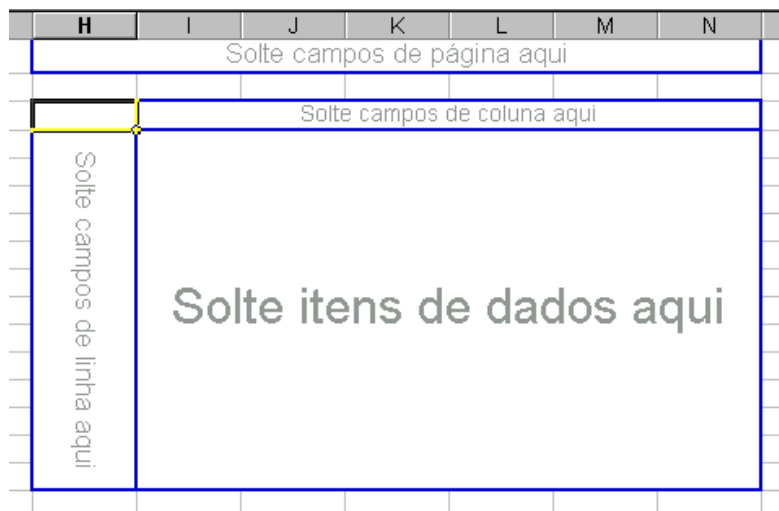 H I J K L M N
Solte campos de página aqui
Solte campos de coluna aqui
Solte campos de linha aqui
Solte itens de dados aqui